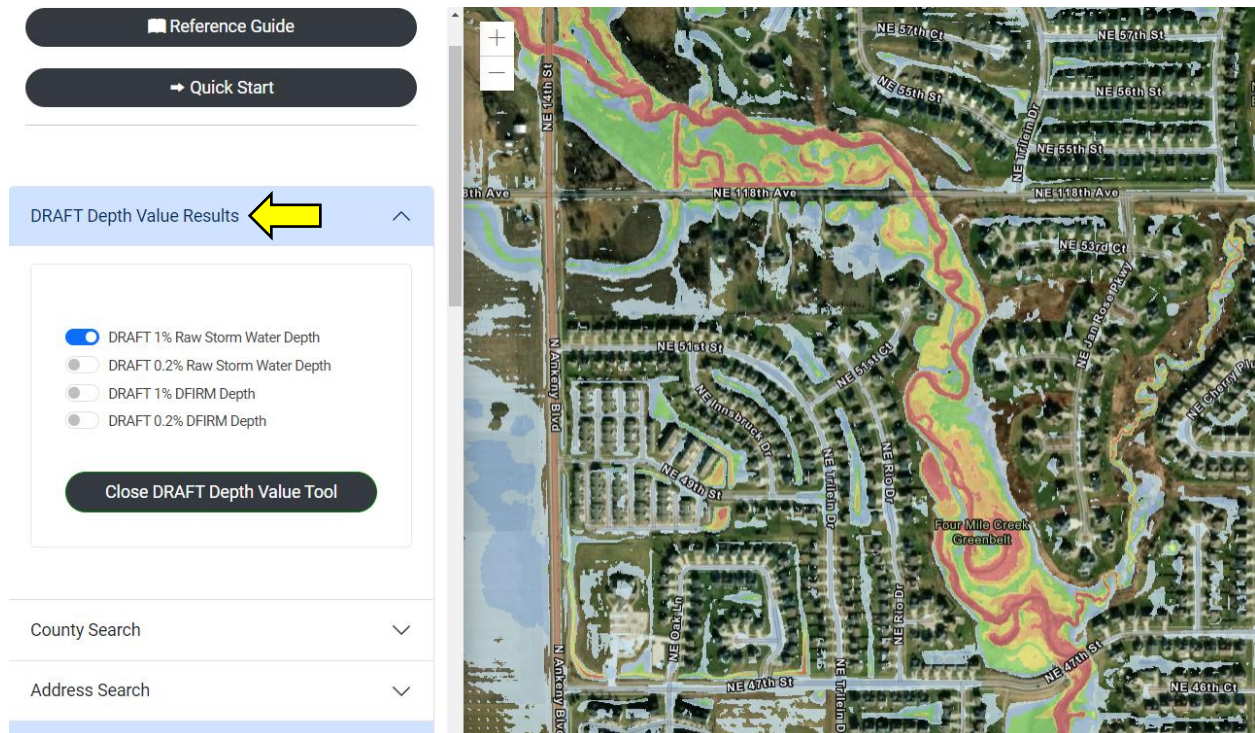 Reference Guide
Quick Start
DRAFT Depth Value Results
DRAFT 1% Raw Storm Water Depth
DRAFT 0.2% Raw Storm Water Depth
DRAFT 1% DFIRM Depth
DRAFT 0.2% DFIRM Depth
Close DRAFT Depth Value Tool
County Search
Address Search
NE 57th Ct
NE 57th St
NE 14th St
NE 55th St
NE 56th St
NE Trilein Dr
NE 55th St
8th Ave
NE 118th Ave
NE 118th Ave
NE 53rd Ct
NE Jan Rose Pkwy
N Ankeny Blvd
NE 51st St
NE 51st Ct
NE Innsbruck Dr
NE Cherry Plu
NE 49th St
NE Trilein Dr
NE Rio Dr
Four Mile Creek
Greenbelt
NE Oak Ln
NE Rio Dr
N Ankeny Blvd
NE 47th St
NE Trilein D
NE 47th St
NE 46th Ct